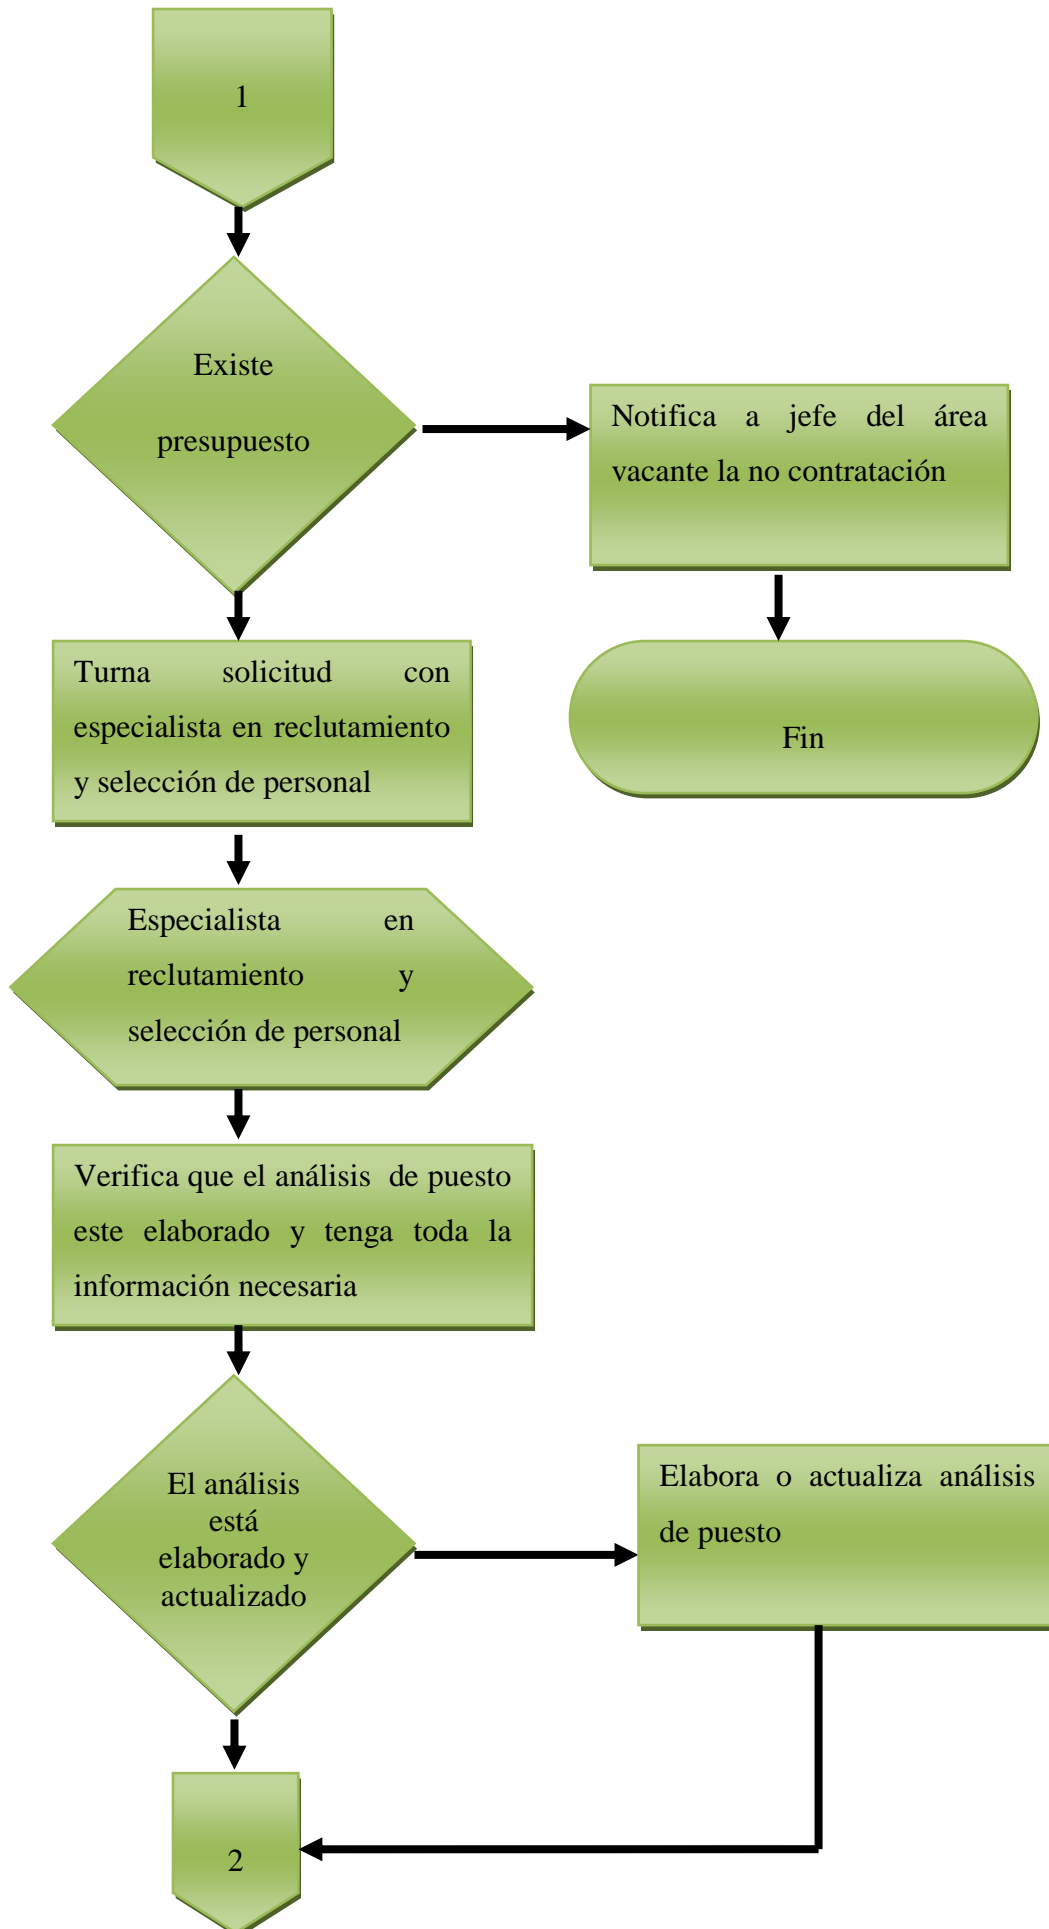 1
Existe
presupuesto
Notifica a jefe del área
vacante la no contratación
Turna solicitud con
especialista en reclutamiento
y selección de personal
Fin
Especialista en
reclutamiento y
selección de personal
Verifica que el análisis de puesto
este elaborado y tenga toda la
información necesaria
El análisis
está
elaborado y
actualizado
Elabora o actualiza análisis
de puesto
2